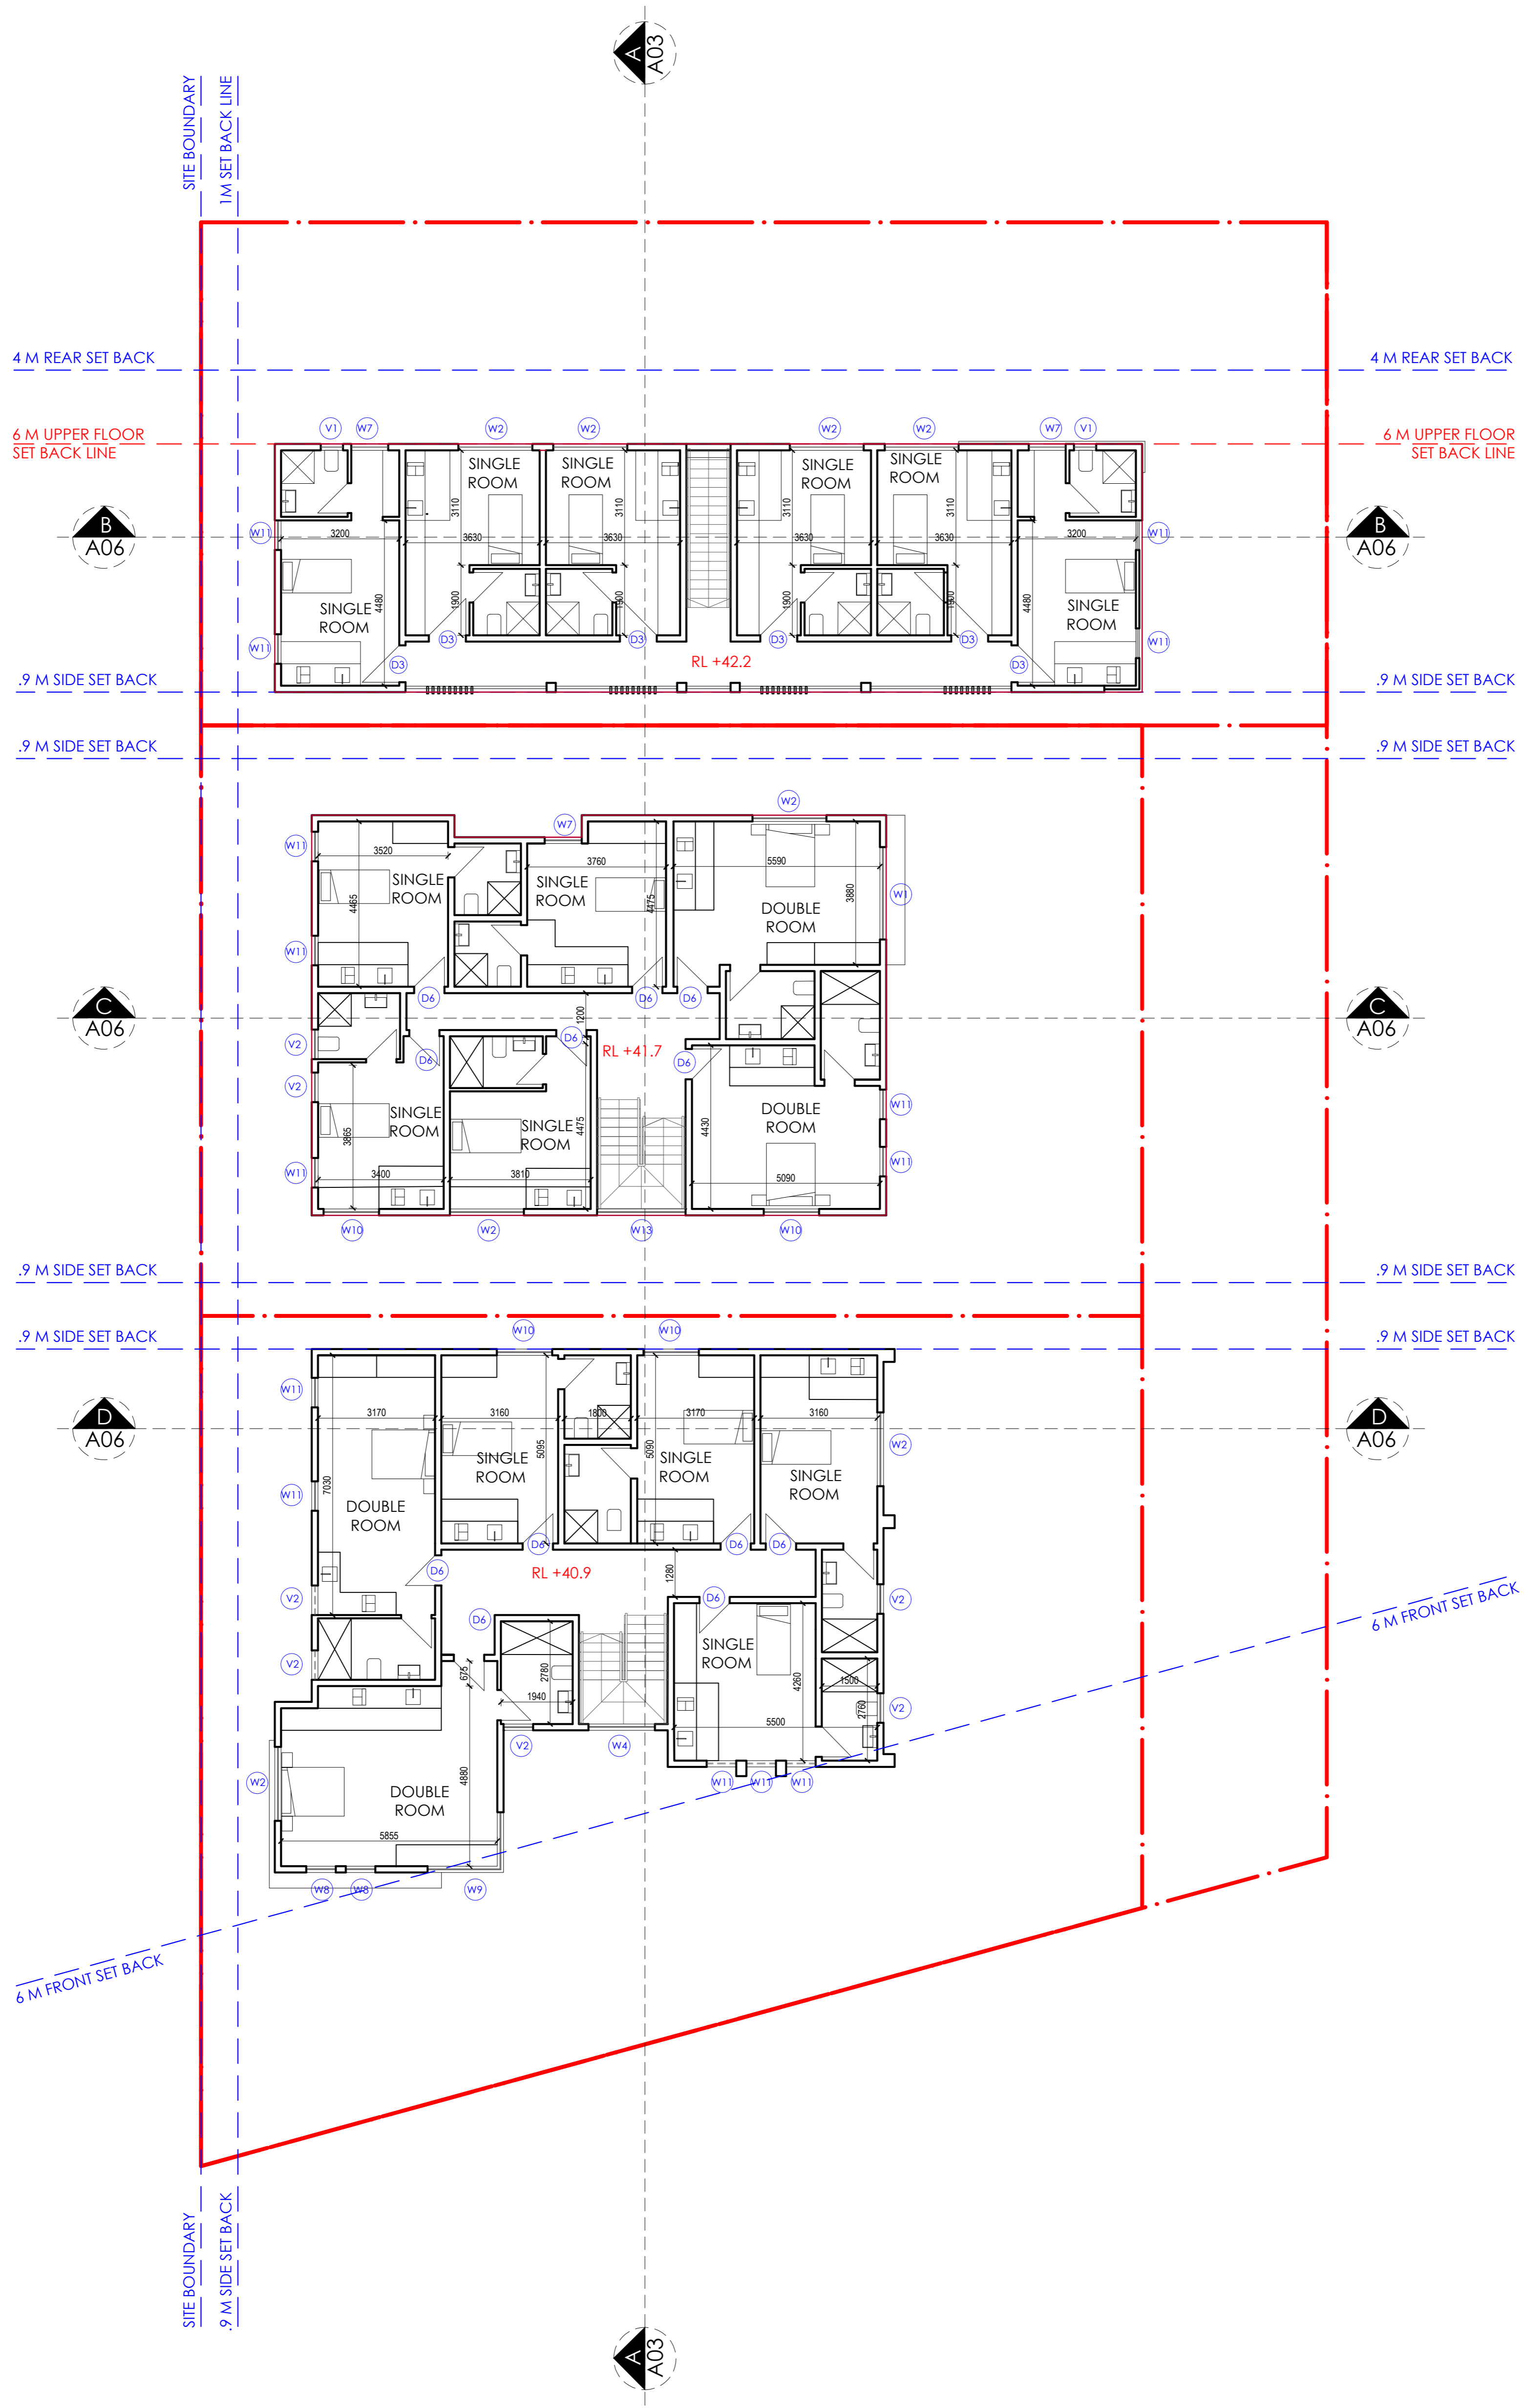 A
A03
SITE BOUNDARY
1M SET BACK LINE
4 M REAR SET BACK
4 M REAR SET BACK
6 M UPPER FLOOR
SET BACK LINE
6 M UPPER FLOOR
SET BACK LINE
V1
W7
W2
W2
W2
W2
W7
V1
SINGLE
ROOM
SINGLE
ROOM
SINGLE
ROOM
SINGLE
ROOM
3110
3110
3110
3110
B
A06
B
A06
W11
3200
3630
3630
3630
3630
3200
W11
4480
1900
1900
1900
1900
4480
SINGLE
ROOM
SINGLE
ROOM
W11
D3
D3
D3
D3
W11
D3
D3
RL +42.2
.9 M SIDE SET BACK
.9 M SIDE SET BACK
.9 M SIDE SET BACK
.9 M SIDE SET BACK
W2
W7
W11
3520
3760
5590
SINGLE
ROOM
SINGLE
ROOM
4465
4475
3880
W1
DOUBLE
ROOM
W11
D6
D6
D6
C
A06
C
A06
1200
V2
D6
D6
RL +41.7
D6
V2
SINGLE
ROOM
SINGLE
ROOM
DOUBLE
ROOM
W11
3865
4475
4430
W11
W11
3400
3810
5090
W10
W2
W13
W10
.9 M SIDE SET BACK
.9 M SIDE SET BACK
.9 M SIDE SET BACK
.9 M SIDE SET BACK
W10
W10
W11
D
A06
D
A06
3170
3160
1800
3170
3160
W2
5095
5090
SINGLE
ROOM
SINGLE
ROOM
SINGLE
ROOM
W11
7030
DOUBLE
ROOM
D6
D6
D6
D6
RL +40.9
1280
V2
D6
D6
V2
6 M FRONT SET BACK
SINGLE
ROOM
V2
675
2780
4260
1500
1940
2760
V2
5500
V2
W4
W2
4880
W11
W11
W11
DOUBLE
ROOM
5855
W8
W8
W9
6 M FRONT SET BACK
SITE BOUNDARY
.9 M SIDE SET BACK
A
A03